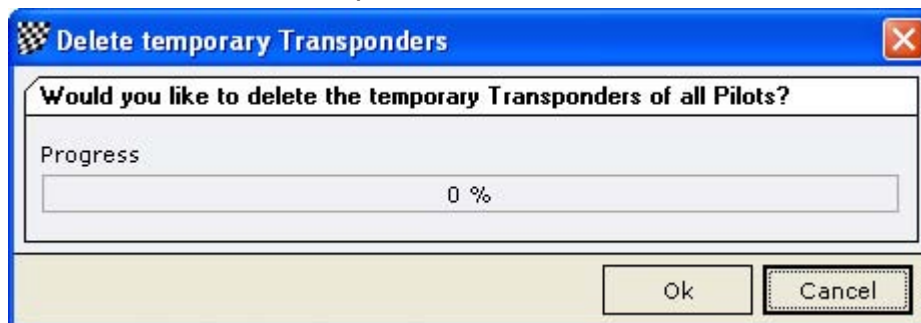 Delete temporary Transponders
Would you like to delete the temporary Transponders of all Pilots?
Progress
0 %
Ok Cancel